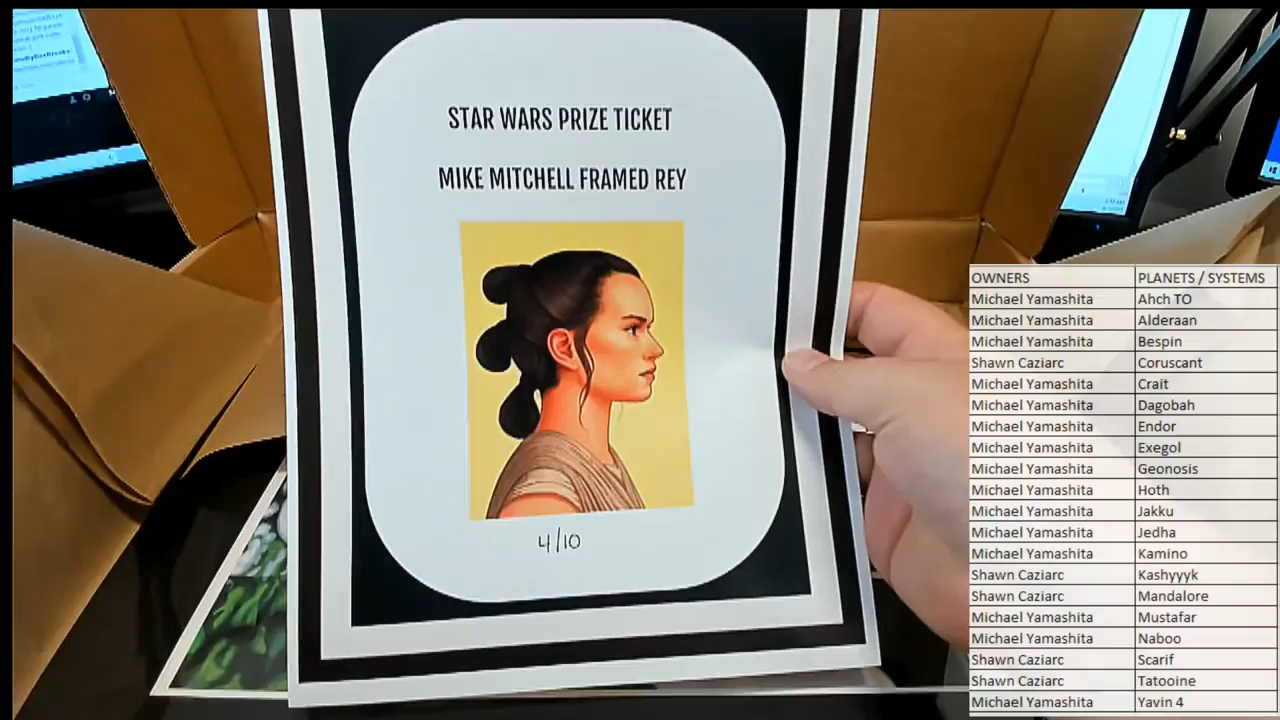 STAR WARS PRIZE TICKET
MIKE MITCHELL FRAMED REY
4/10
OWNERS PLANETS / SYSTEMS
Michael Yamashita Ahch TO
Michael Yamashita Alderaan
Michael Yamashita Bespin
Shawn Caziarc Coruscant
Michael Yamashita Crait
Michael Yamashita Dagobah
Michael Yamashita Endor
Michael Yamashita Exegol
Michael Yamashita Geonosis
Michael Yamashita Hoth
Michael Yamashita Jakku
Michael Yamashita Jedha
Michael Yamashita Kamino
Shawn Caziarc Kashyyyk
Shawn Caziarc Mandalore
Michael Yamashita Mustafar
Michael Yamashita Naboo
Shawn Caziarc Scarif
Shawn Caziarc Tatooine
Michael Yamashita Yavin 4